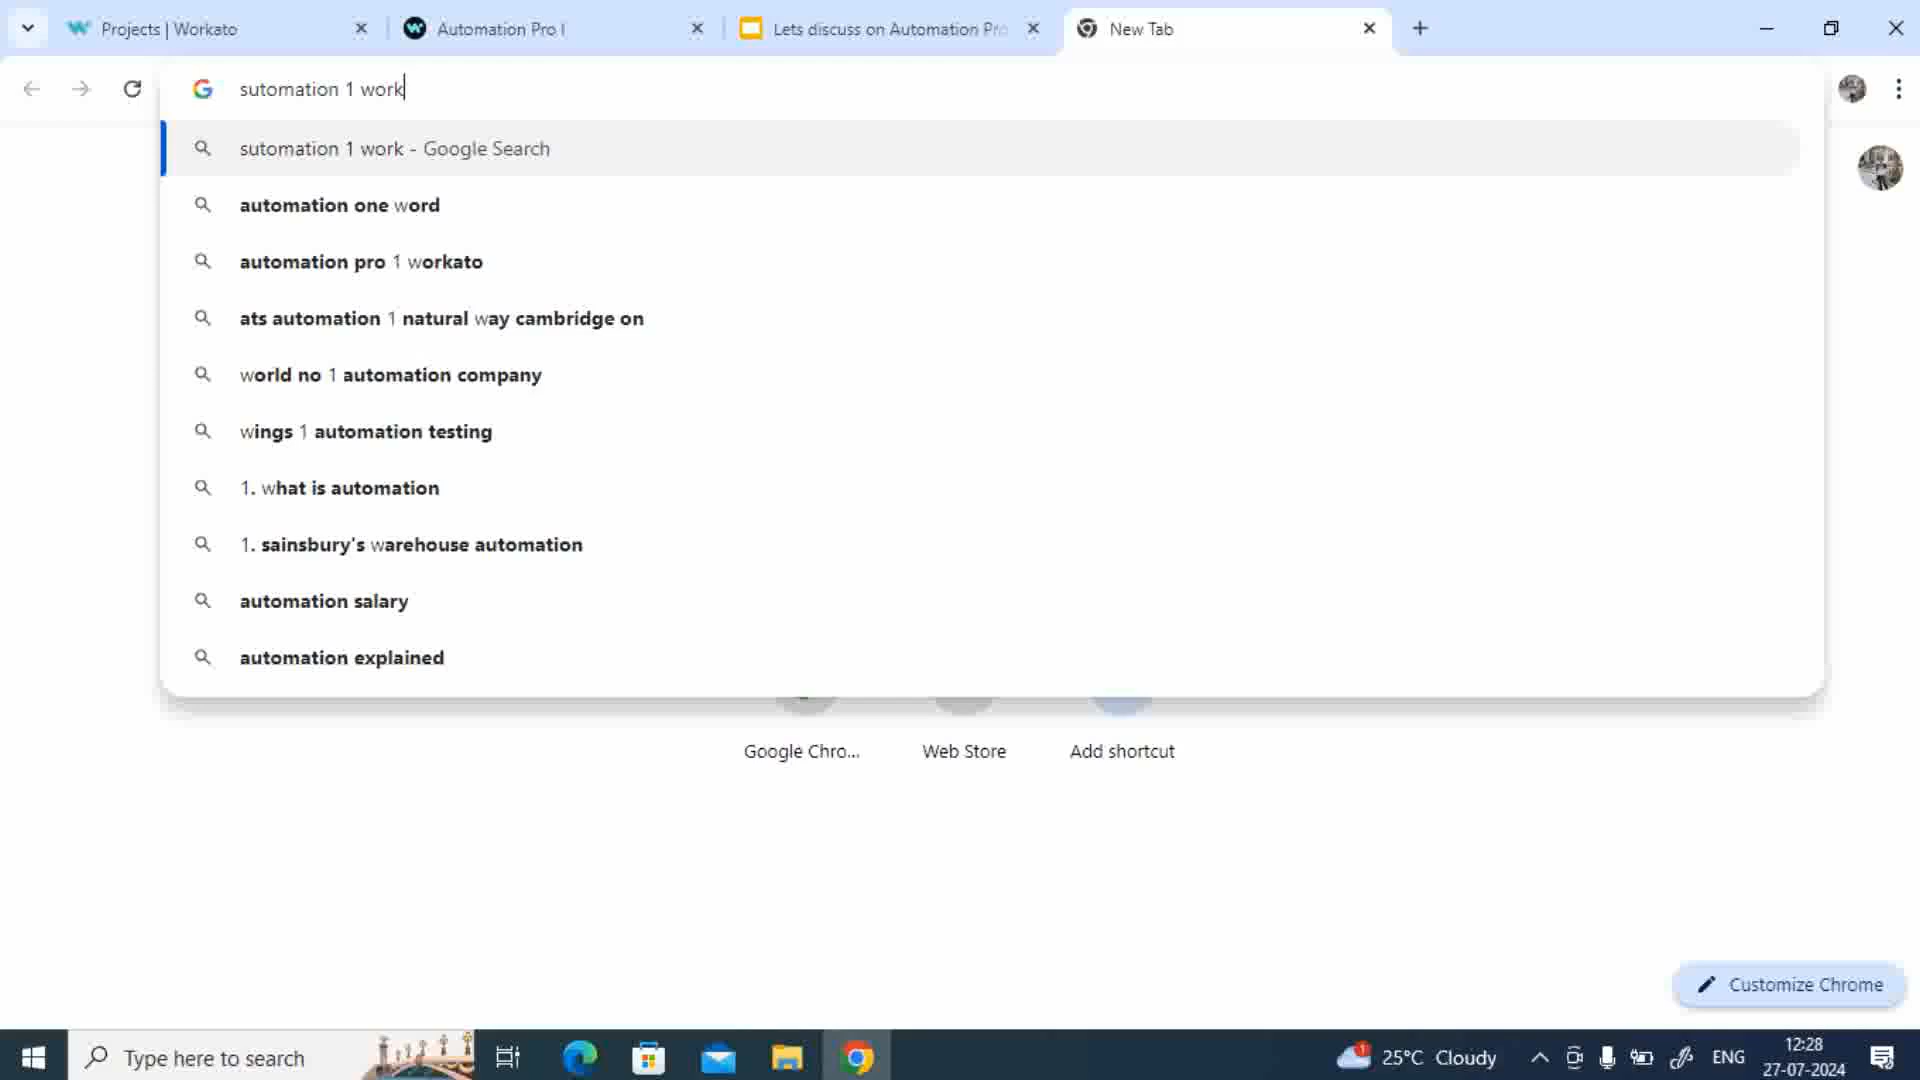 Projects | Workato
Automation Pro I
Lets discuss on Automation Pro
New Tab
sutomation 1 work
sutomation 1 work - Google Search
automation one word
automation pro 1 workato
ats automation 1 natural way cambridge on
world no 1 automation company
wings 1 automation testing
1. what is automation
1. sainsbury's warehouse automation
automation salary
automation explained
Google Chro...
Web Store
Add shortcut
Customize Chrome
Type here to search
1
25°C Cloudy
ENG
12:28
27-07-2024